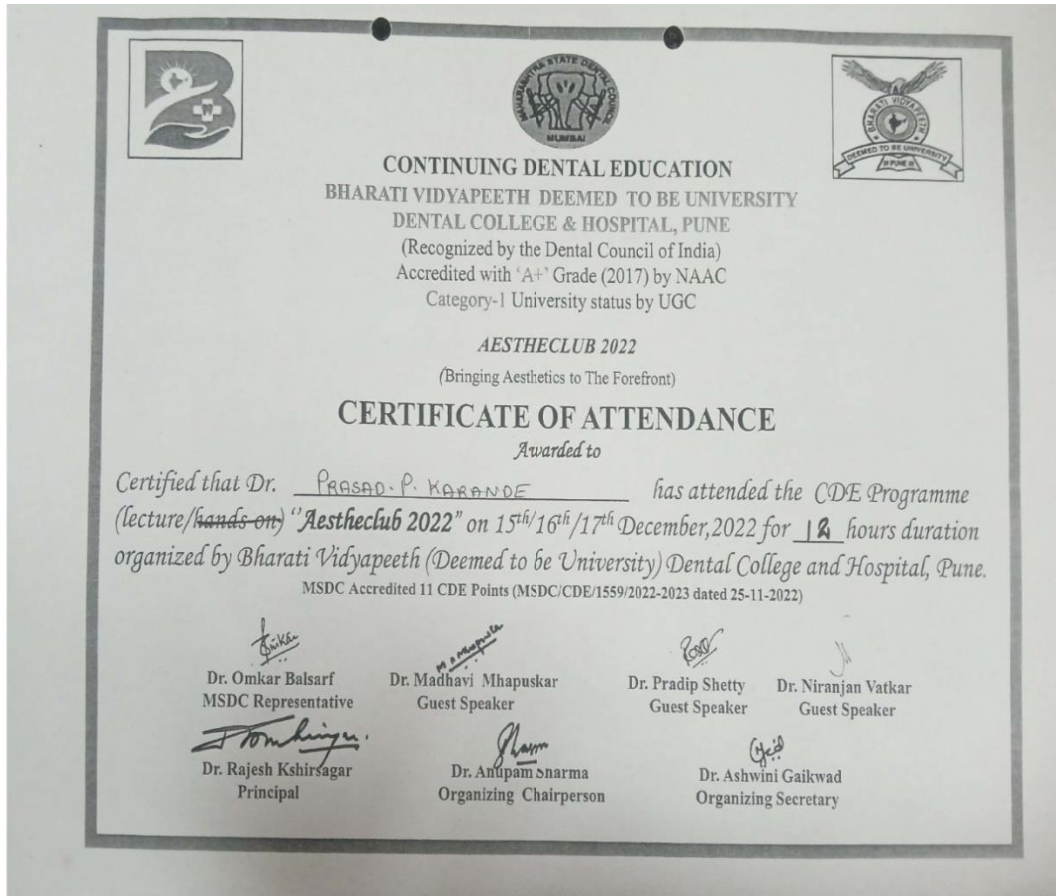 MAHARASHTRA STATE DENTAL COUNCIL
MUMBAI
BHARATI VIDYAPEETH
DEEMED TO BE UNIVERSITY
PUNE
CONTINUING DENTAL EDUCATION
BHARATI VIDYAPEETH DEEMED TO BE UNIVERSITY
DENTAL COLLEGE & HOSPITAL, PUNE
(Recognized by the Dental Council of India)
Accredited with ‘A+’ Grade (2017) by NAAC
Category-1 University status by UGC
AESTHECLUB 2022
(Bringing Aesthetics to The Forefront)
CERTIFICATE OF ATTENDANCE
Awarded to
Certified that Dr. PRASAD. P. KARANDE has attended the CDE Programme
(lecture/hands-on) “Aestheclub 2022” on 15th/16th/17th December,2022 for 12 hours duration
organized by Bharati Vidyapeeth (Deemed to be University) Dental College and Hospital, Pune.
MSDC Accredited 11 CDE Points (MSDC/CDE/1559/2022-2023 dated 25-11-2022)
Dr. Omkar Balsarf Dr. Madhavi Mhapuskar Dr. Pradip Shetty Dr. Niranjan Vatkar
MSDC Representative Guest Speaker Guest Speaker Guest Speaker
Dr. Rajesh Kshirsagar Dr. Anupam Sharma Dr. Ashwini Gaikwad
Principal Organizing Chairperson Organizing Secretary